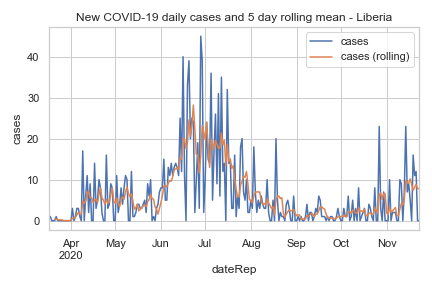 New COVID-19 daily cases and 5 day rolling mean - Liberia
cases
cases (rolling)
40
30
20
10
0
cases
Apr May Jun Jul Aug Sep Oct Nov
2020
dateRep